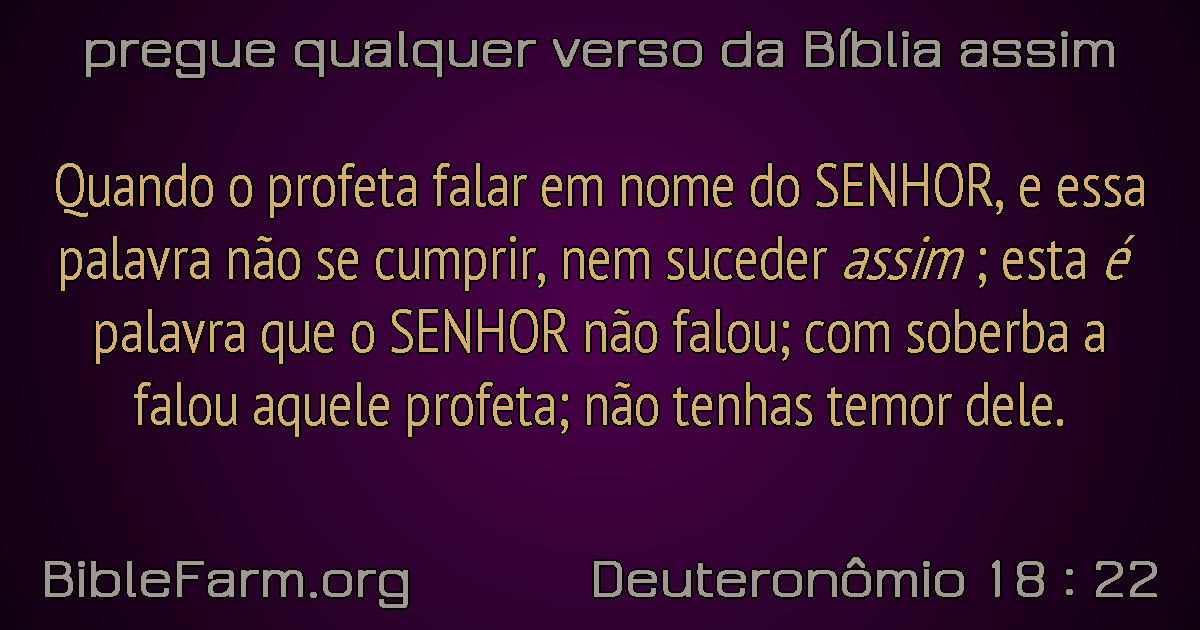 pregue qualquer verso da Bíblia assim
Quando o profeta falar em nome do SENHOR, e essa
palavra não se cumprir, nem suceder assim ; esta é
palavra que o SENHOR não falou; com soberba a
falou aquele profeta; não tenhas temor dele.
BibleFarm.org
Deuteronômio 18 : 22